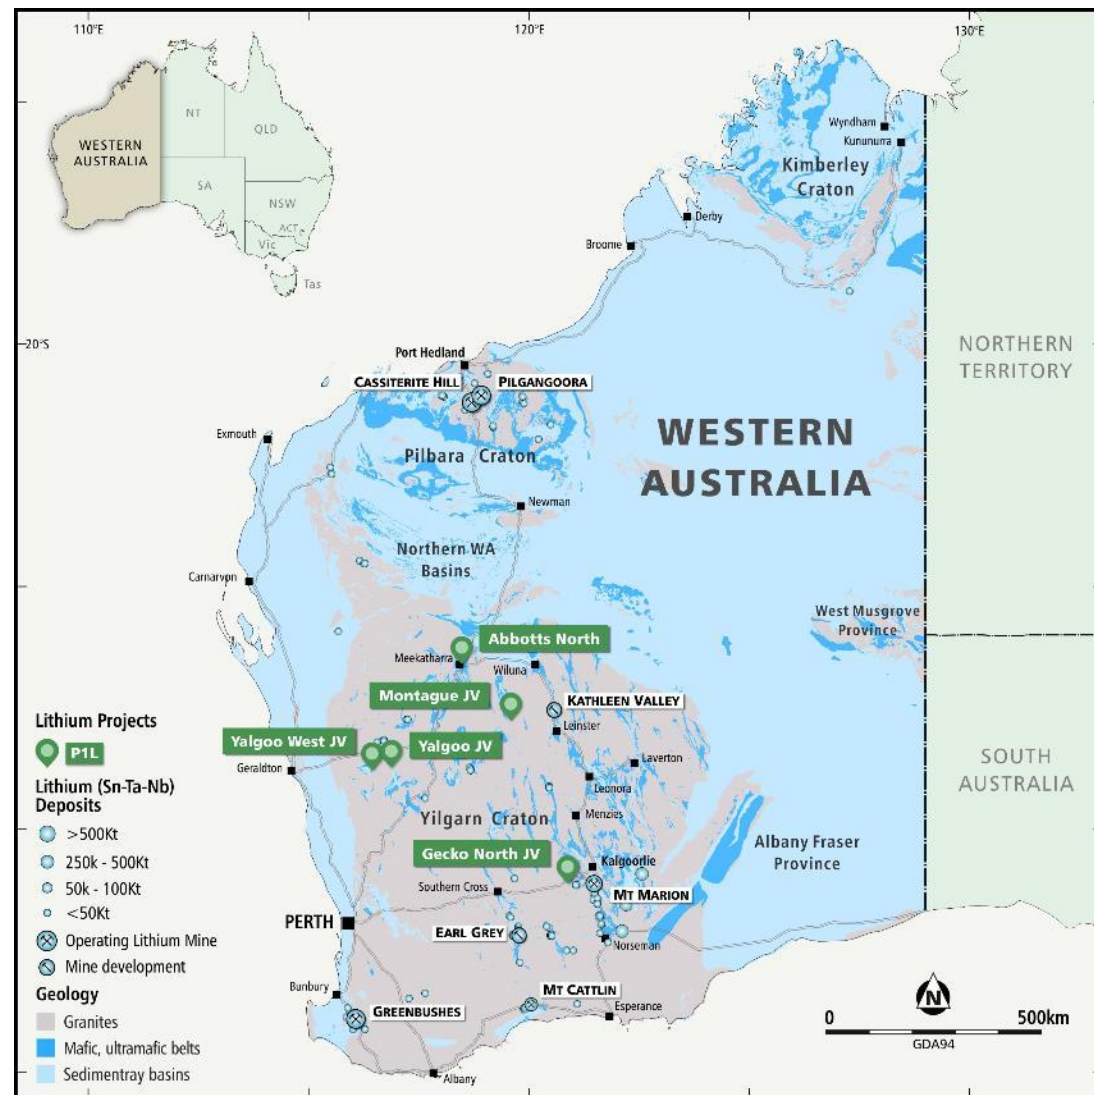 110°E
120°E
130°E
WESTERN
AUSTRALIA
NT
QLD
SA
NSW
ACT
Vic
Tas
Wyndham
Kununurra
Kimberley
Craton
Derby
Broome
20°S
NORTHERN
TERRITORY
Port Hedland
CASSITERITE HILL
PILGANGOORA
WESTERN
AUSTRALIA
Exmouth
Pilbara Craton
Newman
Northern WA
Basins
Carnarvon
West Musgrove
Province
Abbotts North
Meekatharra
Wiluna
Montague JV
KATHLEEN VALLEY
Leinster
Yalgoo West JV
Yalgoo JV
Laverton
Geraldton
Leonora
SOUTH
AUSTRALIA
Menzies
Yilgarn Craton
Albany Fraser
Province
Gecko North JV
Kalgoorlie
Southern Cross
MT MARION
PERTH
EARL GREY
Norseman
Bunbury
MT CATTLIN
GREENBUSHES
Esperance
Albany
Lithium Projects
P1L
Lithium (Sn-Ta-Nb)
Deposits
>500Kt
250k - 500Kt
50k - 100Kt
<50Kt
Operating Lithium Mine
Mine development
Geology
Granites
Mafic, ultramafic belts
Sedimentray basins
N
0
500km
GDA94